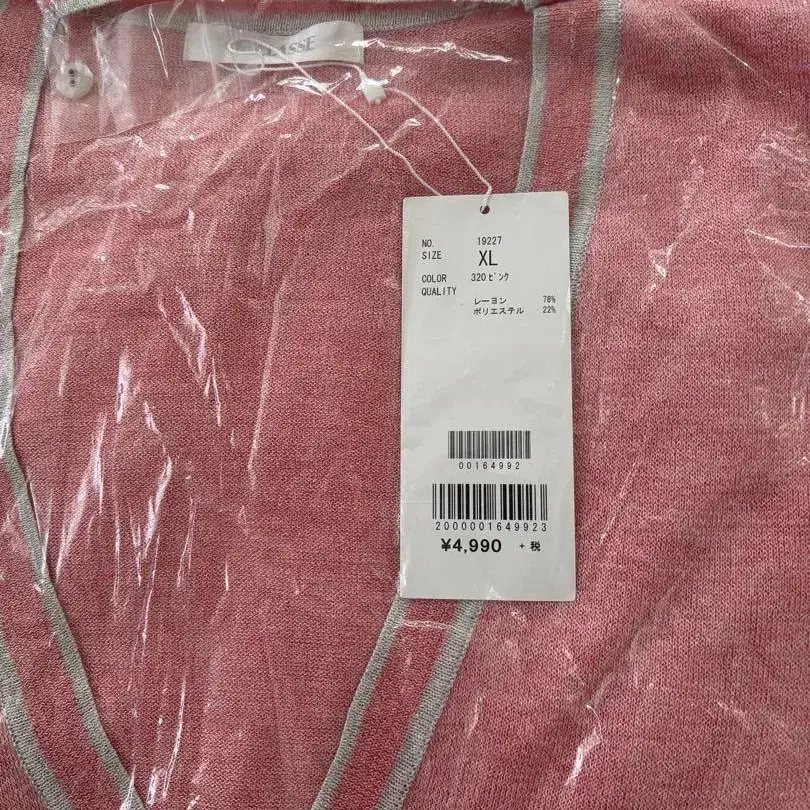 NO. 19227
SIZE XL
COLOR 320ピンク
QUALITY
レーヨン 78%
ポリエステル 22%
00164992
2000001649923
¥4,990 +税